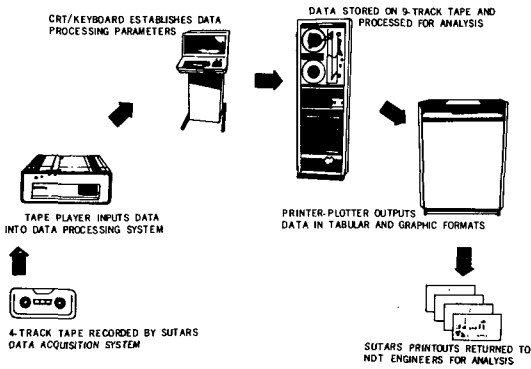 CRT/KEYBOARD ESTABLISHES DATA
PROCESSING PARAMETERS
DATA STORED ON 9-TRACK TAPE AND
PROCESSED FOR ANALYSIS
TAPE PLAYER INPUTS DATA
INTO DATA PROCESSING SYSTEM
PRINTER-PLOTTER OUTPUTS
DATA IN TABULAR AND GRAPHIC FORMATS
4-TRACK TAPE RECORDED BY SUTARS
DATA ACQUISITION SYSTEM
SUTARS PRINTOUTS RETURNED TO
NDT ENGINEERS FOR ANALYSIS